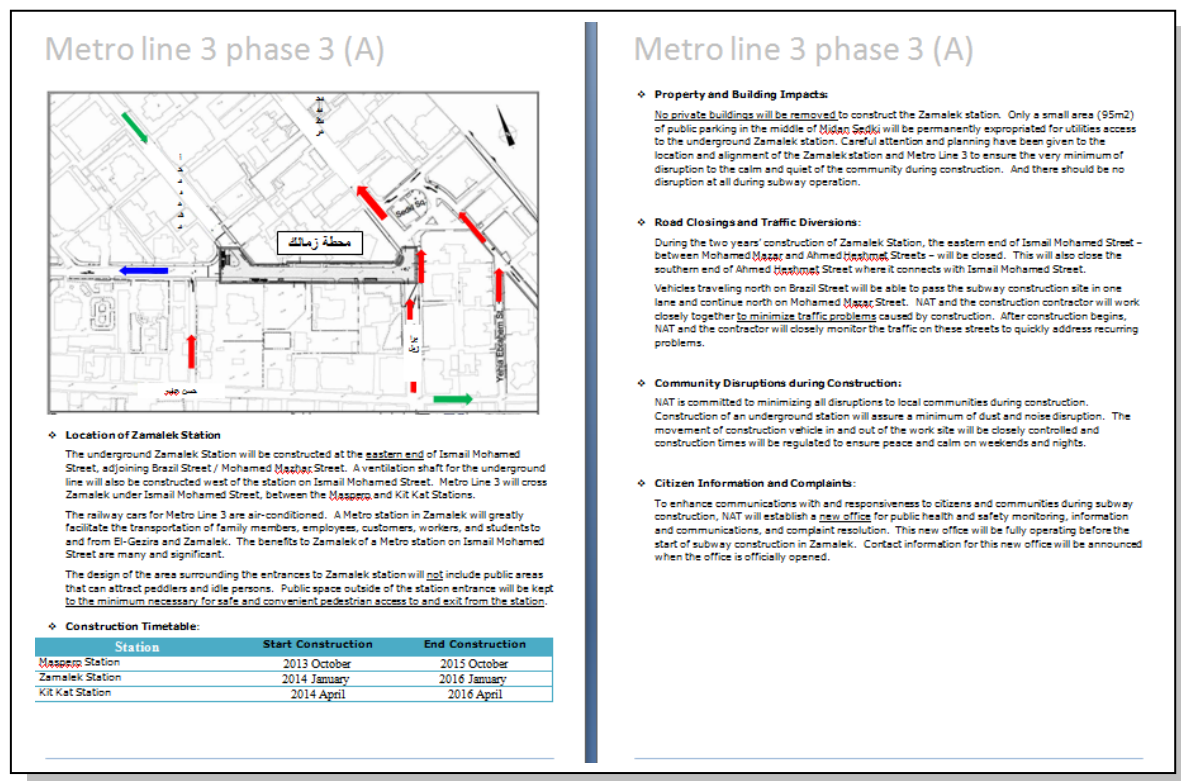 Metro line 3 phase 3 (A)
Sedki Sq.
محطة زمالك
Yehia Ebrahem St.
❖ Location of Zamalek Station
The underground Zamalek Station will be constructed at the eastern end of Ismail Mohamed
Street, adjoining Brazil Street / Mohamed Mazhar Street. A ventilation shaft for the underground
line will also be constructed west of the station on Ismail Mohamed Street. Metro Line 3 will cross
Zamalek under Ismail Mohamed Street, between the Maspero and Kit Kat Stations.
The railway cars for Metro Line 3 are air-conditioned. A Metro station in Zamalek will greatly
facilitate the transportation of family members, employees, customers, workers, and students to
and from El-Gezira and Zamalek. The benefits to Zamalek of a Metro station on Ismail Mohamed
Street are many and significant.
The design of the area surrounding the entrances to Zamalek station will not include public areas
that can attract peddlers and idle persons. Public space outside of the station entrance will be kept
to the minimum necessary for safe and convenient pedestrian access to and exit from the station.
❖ Construction Timetable:
Station Start Construction End Construction
Maspero Station 2013 October 2015 October
Zamalek Station 2014 January 2016 January
Kit Kat Station 2014 April 2016 April
Metro line 3 phase 3 (A)
❖ Property and Building Impacts:
No private buildings will be removed to construct the Zamalek station. Only a small area (95m2)
of public parking in the middle of Midan Sedki will be permanently expropriated for utilities access
to the underground Zamalek station. Careful attention and planning have been given to the
location and alignment of the Zamalek station and Metro Line 3 to ensure the very minimum of
disruption to the calm and quiet of the community during construction. And there should be no
disruption at all during subway operation.
❖ Road Closings and Traffic Diversions:
During the two years' construction of Zamalek Station, the eastern end of Ismail Mohamed Street –
between Mohamed Mazar and Ahmed Heshmet Streets – will be closed. This will also close the
southern end of Ahmed Heshmet Street where it connects with Ismail Mohamed Street.
Vehicles traveling north on Brazil Street will be able to pass the subway construction site in one
lane and continue north on Mohamed Mazar Street. NAT and the construction contractor will work
closely together to minimize traffic problems caused by construction. After construction begins,
NAT and the contractor will closely monitor the traffic on these streets to quickly address recurring
problems.
❖ Community Disruptions during Construction:
NAT is committed to minimizing all disruptions to local communities during construction.
Construction of an underground station will assure a minimum of dust and noise disruption. The
movement of construction vehicle in and out of the work site will be closely controlled and
construction times will be regulated to ensure peace and calm on weekends and nights.
❖ Citizen Information and Complaints:
To enhance communications with and responsiveness to citizens and communities during subway
construction, NAT will establish a new office for public health and safety monitoring, information
and communications, and complaint resolution. This new office will be fully operating before the
start of subway construction in Zamalek. Contact information for this new office will be announced
when the office is officially opened.